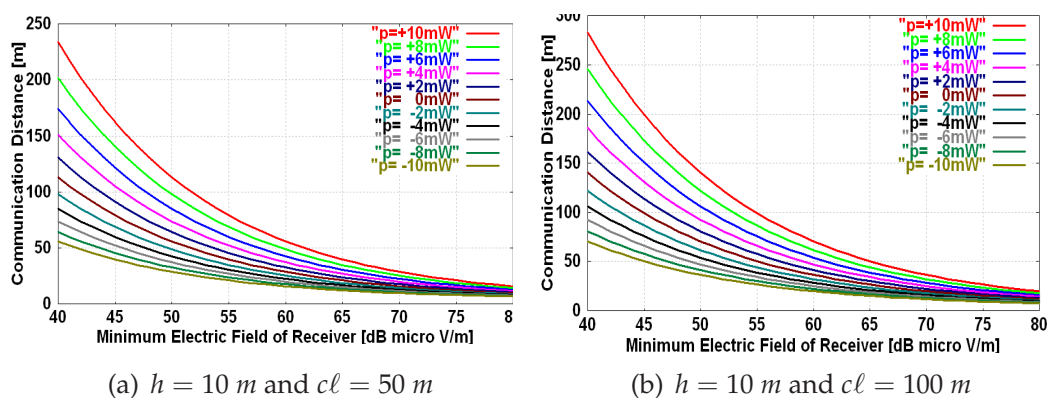 250
200
150
100
50
0
40 45 50 55 60 65 70 75 8
Communication Distance [m]
Minimum Electric Field of Receiver [dB micro V/m]
"p=+10mW"
"p= +8mW"
"p= +6mW"
"p= +4mW"
"p= +2mW"
"p= 0mW"
"p= -2mW"
"p= -4mW"
"p= -6mW"
"p= -8mW"
"p= -10mW"
(a) h = 10 m and cℓ = 50 m
300
250
200
150
100
50
0
40 45 50 55 60 65 70 75 80
Communication Distance [m]
Minimum Electric Field of Receiver [dB micro V/m]
"p=+10mW"
"p= +8mW"
"p= +6mW"
"p= +4mW"
"p= +2mW"
"p= 0mW"
"p= -2mW"
"p= -4mW"
"p= -6mW"
"p= -8mW"
"p= -10mW"
(b) h = 10 m and cℓ = 100 m